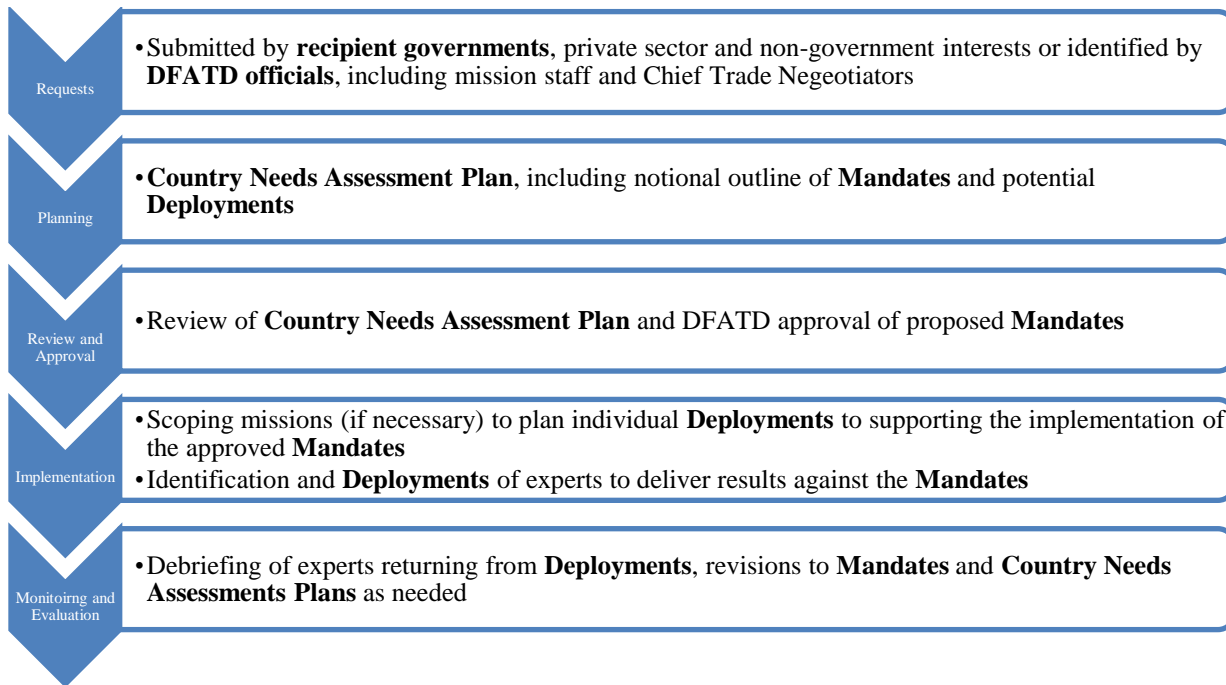 Requests
•Submitted by recipient governments, private sector and non-government interests or identified by
DFATD officials, including mission staff and Chief Trade Negeotiators
Planning
•Country Needs Assessment Plan, including notional outline of Mandates and potential
Deployments
Review and
Approval
•Review of Country Needs Assessment Plan and DFATD approval of proposed Mandates
Implementation
•Scoping missions (if necessary) to plan individual Deployments to supporting the implementation of
the approved Mandates
•Identification and Deployments of experts to deliver results against the Mandates
Monitoirng and
Evaluation
•Debriefing of experts returning from Deployments, revisions to Mandates and Country Needs
Assessments Plans as needed